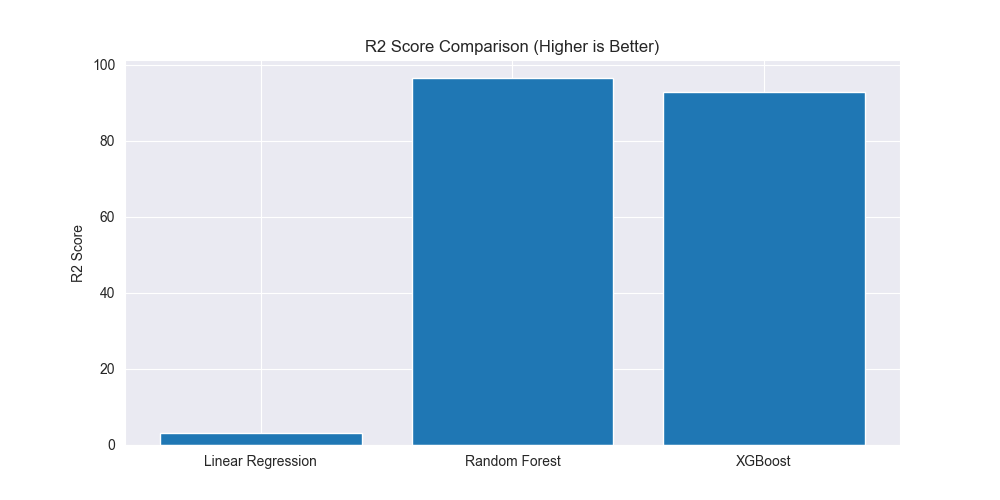 R2 Score Comparison (Higher is Better)
100
80
60
40
20
0
R2 Score
Linear Regression
Random Forest
XGBoost